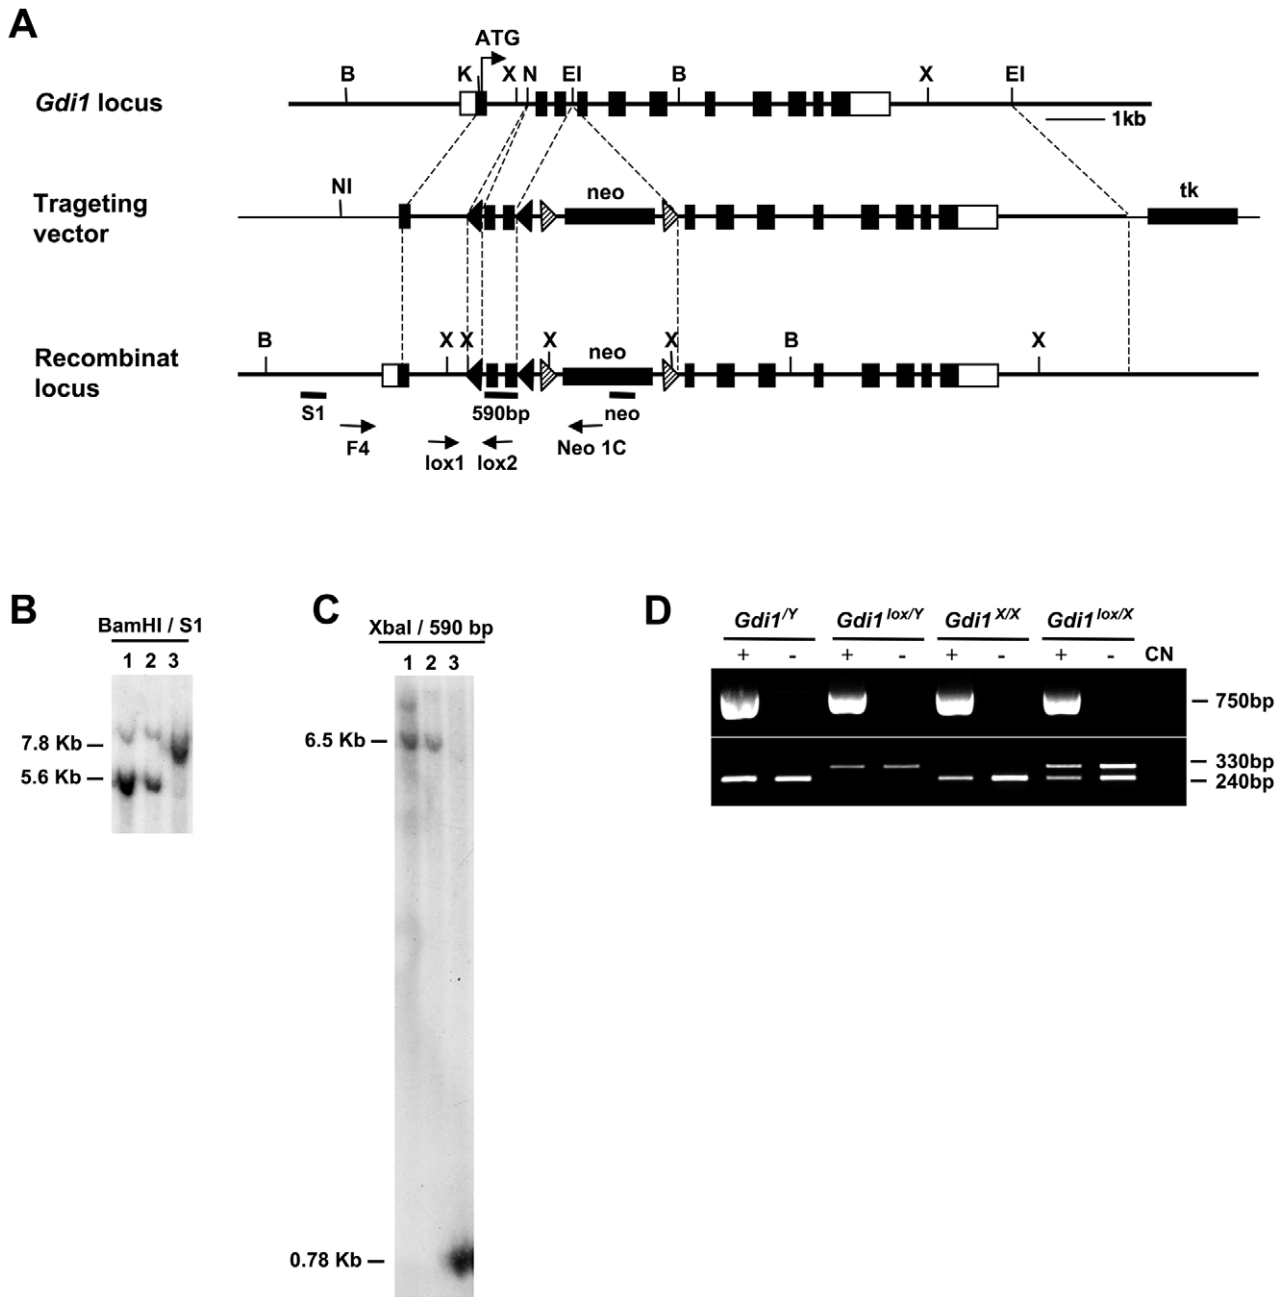 A
ATG
B K X N EI B X EI
Gdi1 locus
1kb
NI
neo
tk
Trageting
vector
B X X X X B X
neo
Recombinat
locus
S1 590bp neo
F4 Neo 1C
lox1 lox2
B
BamHI / S1
1 2 3
7.8 Kb
5.6 Kb
C
XbaI / 590 bp
1 2 3
6.5 Kb
0.78 Kb
D
Gdi1/Y Gdi1lox/Y Gdi1X/X Gdi1lox/X
+ - + - + - + - CN
750bp
330bp
240bp